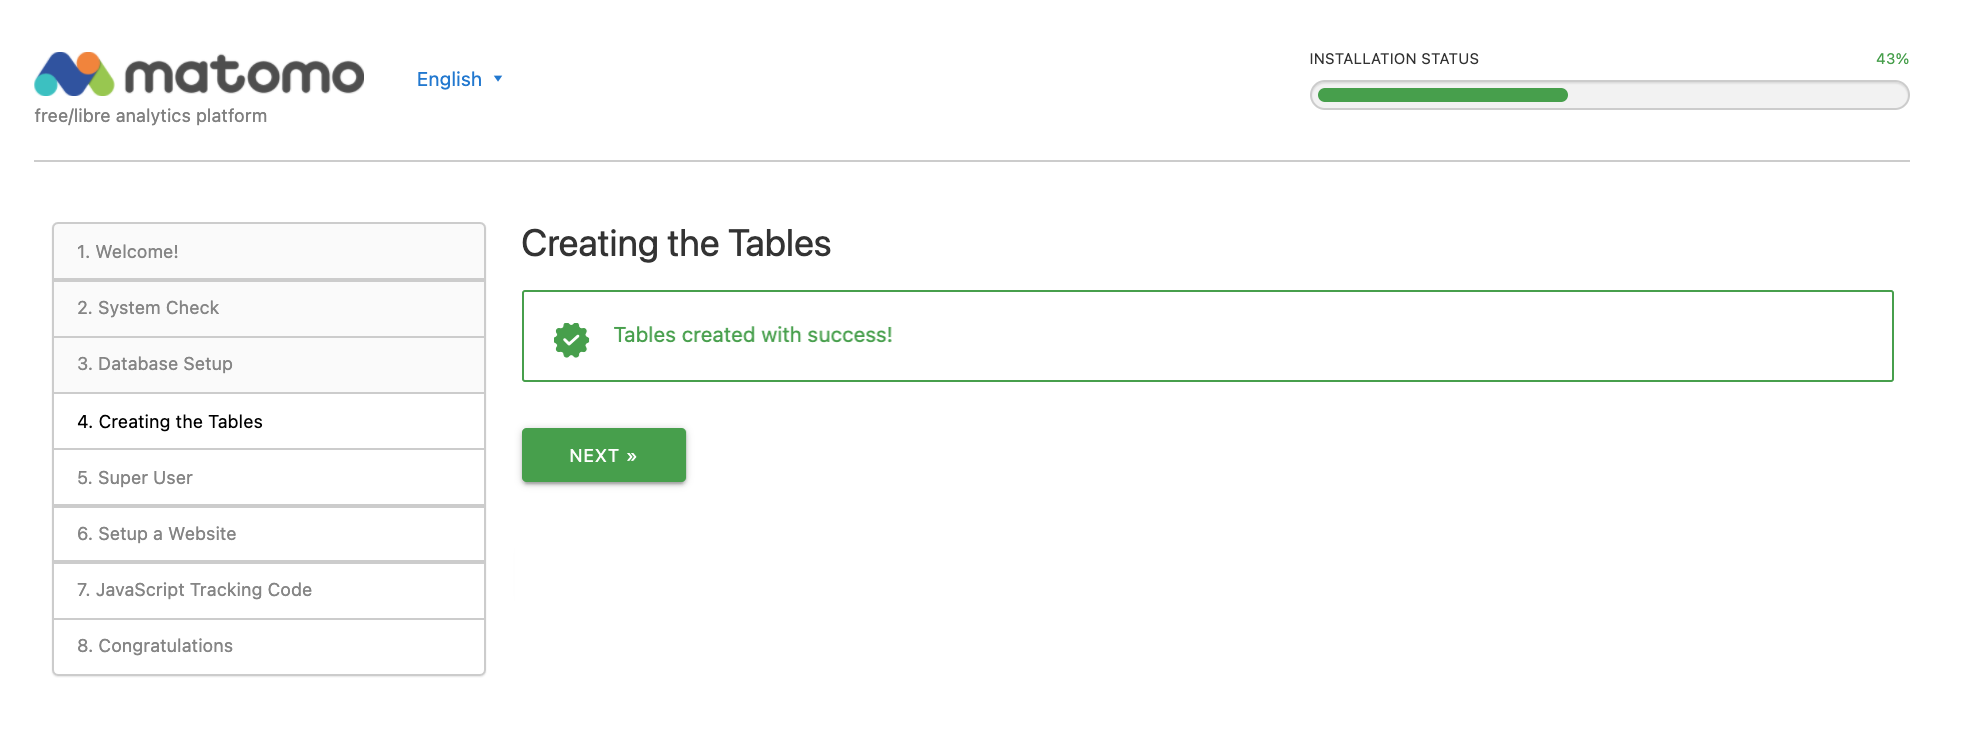 matomo
free/libre analytics platform
English
INSTALLATION STATUS
43%
1. Welcome!
2. System Check
3. Database Setup
4. Creating the Tables
5. Super User
6. Setup a Website
7. JavaScript Tracking Code
8. Congratulations
Creating the Tables
Tables created with success!
NEXT »